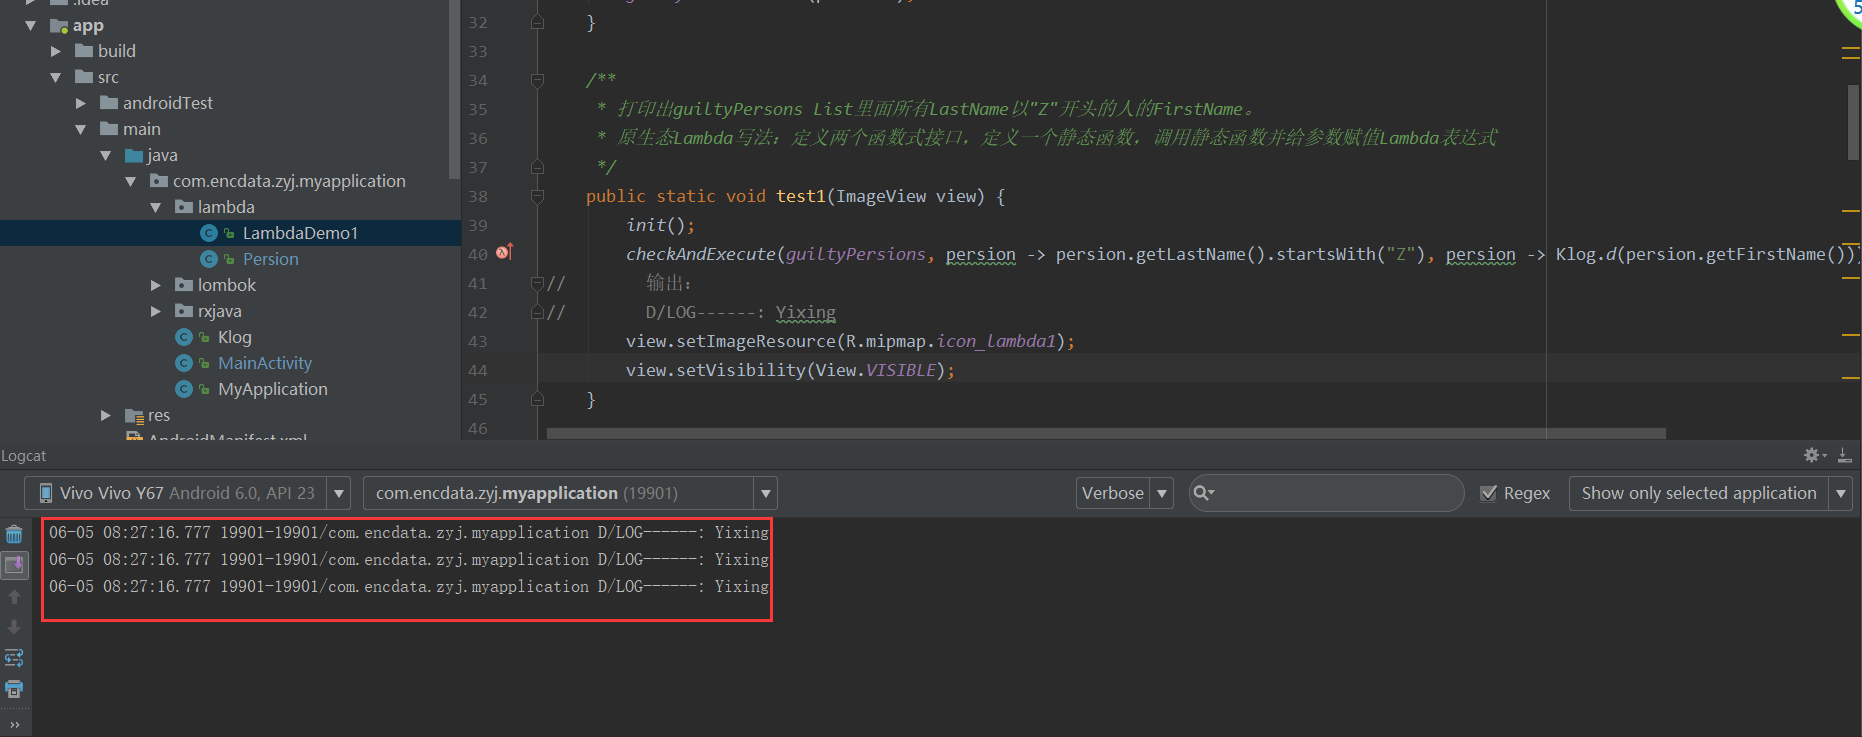 .idea
app
build
src
androidTest
main
java
com.encdata.zyj.myapplication
lambda
LambdaDemo1
Persion
lombok
rxjava
Klog
MainActivity
MyApplication
res
AndroidManifest.xml
32 }
33
34 /**
35 * 打印出guiltyPersons List里面所有LastName以"Z"开头的人的FirstName。
36 * 原生态Lambda写法：定义两个函数式接口，定义一个静态函数，调用静态函数并给参数赋值Lambda表达式
37 */
38 public static void test1(ImageView view) {
39 init();
40 checkAndExecute(guiltyPersions, persion -> persion.getLastName().startsWith("Z"), persion -> Klog.d(persion.getFirstName()))
41 // 输出：
42 // D/LOG------: Yixing
43 view.setImageResource(R.mipmap.icon_lambda1);
44 view.setVisibility(View.VISIBLE);
45 }
46
5
Logcat
Vivo Vivo Y67 Android 6.0, API 23
com.encdata.zyj.myapplication (19901)
Verbose
Regex
Show only selected application
06-05 08:27:16.777 19901-19901/com.encdata.zyj.myapplication D/LOG------: Yixing
06-05 08:27:16.777 19901-19901/com.encdata.zyj.myapplication D/LOG------: Yixing
06-05 08:27:16.777 19901-19901/com.encdata.zyj.myapplication D/LOG------: Yixing